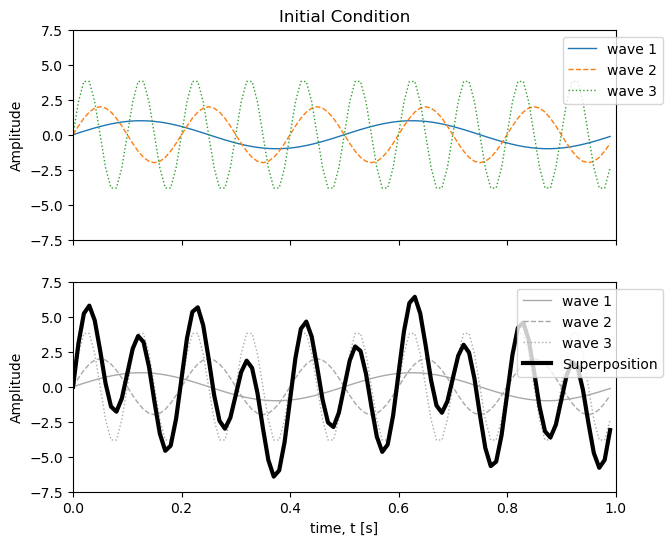 Initial Condition
7.5
5.0
2.5
0.0
−2.5
−5.0
−7.5
Amplitude
wave 1
wave 2
wave 3
7.5
5.0
2.5
0.0
−2.5
−5.0
−7.5
Amplitude
wave 1
wave 2
wave 3
Superposition
0.0 0.2 0.4 0.6 0.8 1.0
time, t [s]